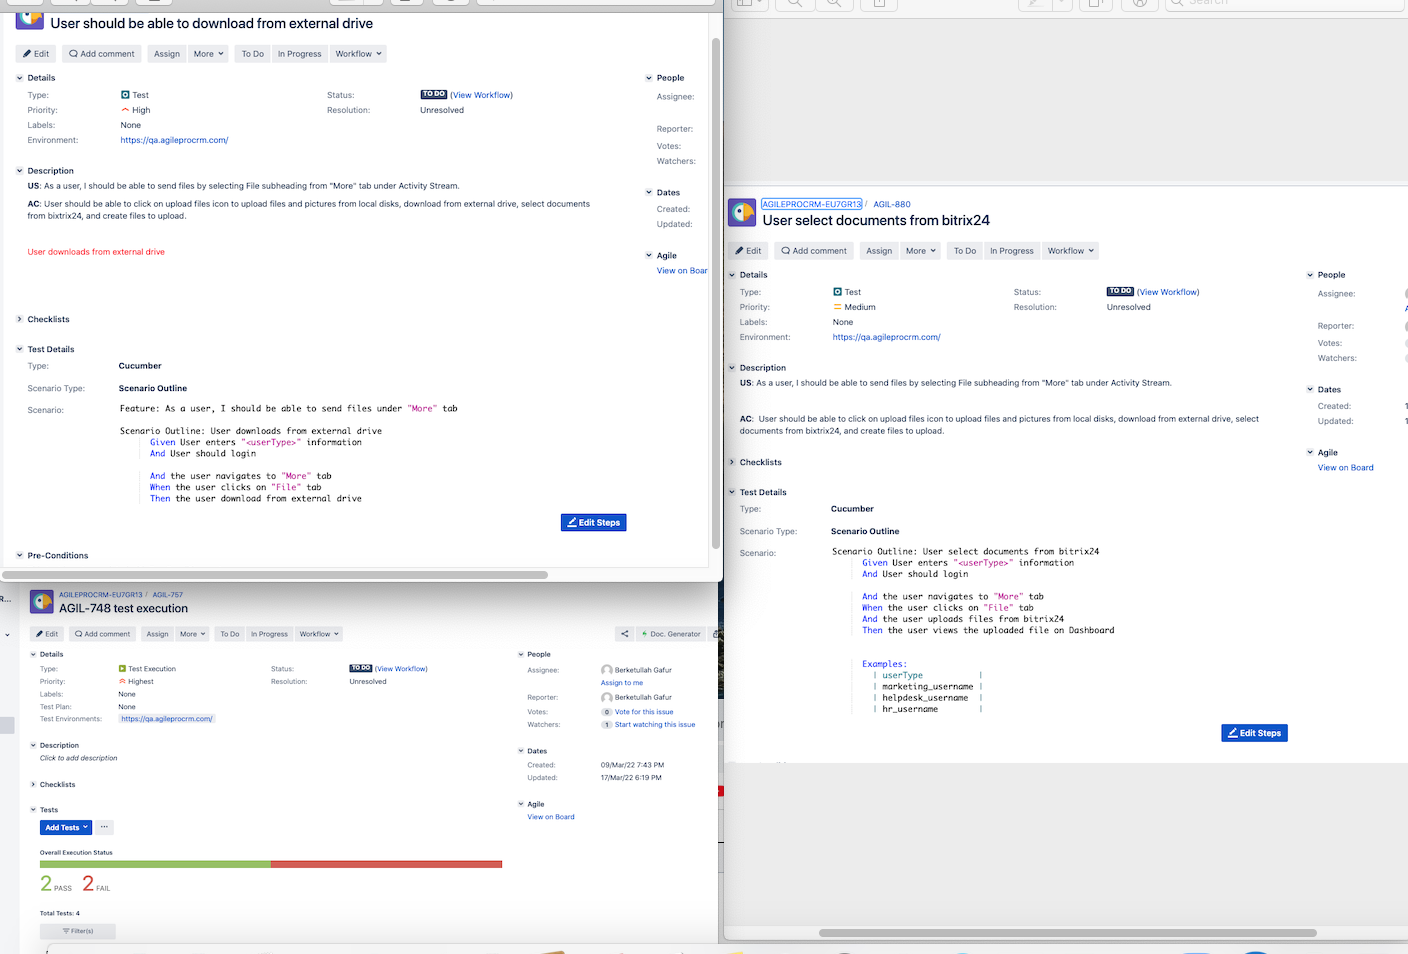 User should be able to download from external drive
Edit
Add comment
Assign
More
To Do
In Progress
Workflow
Details
Type:
Test
Status:
TO DO (View Workflow)
Priority:
High
Resolution:
Unresolved
Labels:
None
Environment:
https://qa.agileprocrm.com/
Description
US: As a user, I should be able to send files by selecting File subheading from "More" tab under Activity Stream.
AC: User should be able to click on upload files icon to upload files and pictures from local disks, download from external drive, select documents
from bixtrix24, and create files to upload.
User downloads from external drive
Checklists
Test Details
Type:
Cucumber
Scenario Type:
Scenario Outline
Scenario:
Feature: As a user, I should be able to send files under "More" tab
Scenario Outline: User downloads from external drive
Given User enters "<userType>" information
And User should login
And the user navigates to "More" tab
When the user clicks on "File" tab
Then the user download from external drive
Edit Steps
Pre-Conditions
People
Assignee:
Reporter:
Votes:
Watchers:
Dates
Created:
Updated:
Agile
View on Boar
Search
AGILEPROCRM-EU7GR13 / AGIL-880
User select documents from bitrix24
Edit
Add comment
Assign
More
To Do
In Progress
Workflow
Details
Type:
Test
Status:
TO DO (View Workflow)
Priority:
Medium
Resolution:
Unresolved
Labels:
None
Environment:
https://qa.agileprocrm.com/
Description
US: As a user, I should be able to send files by selecting File subheading from "More" tab under Activity Stream.
AC: User should be able to click on upload files icon to upload files and pictures from local disks, download from external drive, select
documents from bixtrix24, and create files to upload.
Checklists
Test Details
Type:
Cucumber
Scenario Type:
Scenario Outline
Scenario:
Scenario Outline: User select documents from bitrix24
Given User enters "<userType>" information
And User should login
And the user navigates to "More" tab
When the user clicks on "File" tab
And the user uploads files from bitrix24
Then the user views the uploaded file on Dashboard
Examples:
| userType |
| marketing_username |
| helpdesk_username |
| hr_username |
Edit Steps
People
Assignee:
Reporter:
Votes:
Watchers:
Dates
Created:
Updated:
Agile
View on Board
R...
AGILEPROCRM-EU7GR13 / AGIL-757
AGIL-748 test execution
Edit
Add comment
Assign
More
To Do
In Progress
Workflow
Doc. Generator
Details
Type:
Test Execution
Status:
TO DO (View Workflow)
Priority:
Highest
Resolution:
Unresolved
Labels:
None
Test Plan:
None
Test Environments:
https://qa.agileprocrm.com/
Description
Click to add description
Checklists
Tests
Add Tests
...
Overall Execution Status
2 PASS 2 FAIL
Total Tests: 4
Filter(s)
People
Assignee:
Berketullah Gafur
Assign to me
Reporter:
Berketullah Gafur
Votes:
0 Vote for this issue
Watchers:
1 Start watching this issue
Dates
Created:
09/Mar/22 7:43 PM
Updated:
17/Mar/22 6:19 PM
Agile
View on Board